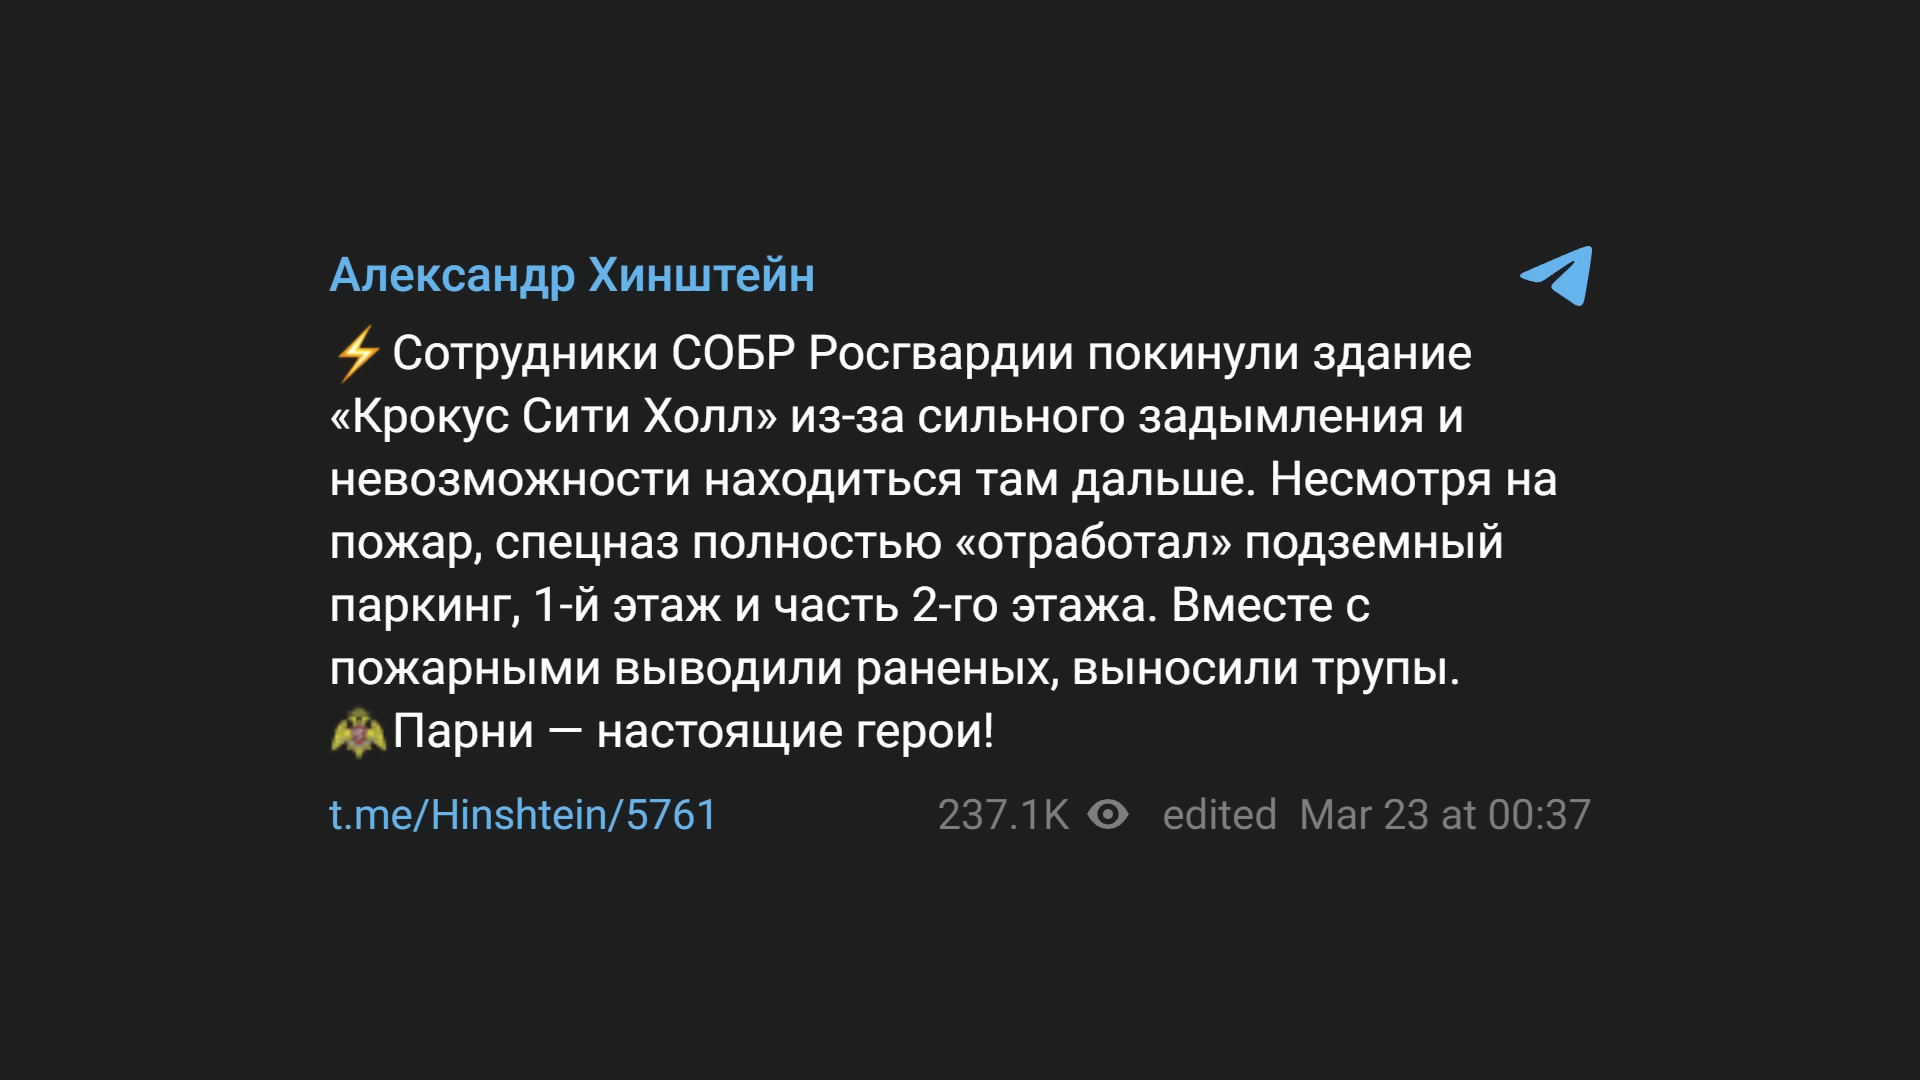 Александр Хинштейн
⚡Сотрудники СОБР Росгвардии покинули здание
«Крокус Сити Холл» из-за сильного задымления и
невозможности находиться там дальше. Несмотря на
пожар, спецназ полностью «отработал» подземный
паркинг, 1-й этаж и часть 2-го этажа. Вместе с
пожарными выводили раненых, выносили трупы.
Парни — настоящие герои!
t.me/Hinshtein/5761 237.1K edited Mar 23 at 00:37